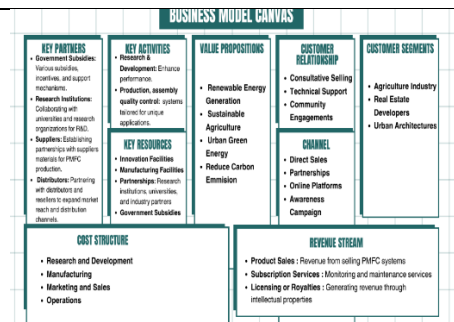 BUSINESS MODEL CANVAS
KEY PARTNERS
• Government Subsidies:
Various subsidies,
incentives, and support
mechanisms.
• Research Institutions:
Collaborating with
universities and research
organizations for R&D.
• Suppliers: Establishing
partnerships with suppliers
materials for PMFC
production.
• Distributors: Partnering
with distributors and
resellers to expand market
reach and distribution
channels.
KEY ACTIVITIES
• Research &
Development: Enhance
performance.
• Production, assembly
quality control: systems
tailored for unique
applications.
KEY RESOURCES
• Innovation Facilities
• Manufacturing Facilities
• Partnerships: Research
institutions, universities,
and industry partners
• Government Subsidies
VALUE PROPOSITIONS
• Renewable Energy
Generation
• Sustainable
Agriculture
• Urban Green
Energy
• Reduce Carbon
Emmision
CUSTOMER
RELATIONSHIP
• Consultative Selling
• Technical Support
• Community
Engagements
CHANNEL
• Direct Sales
• Partnerships
• Online Platforms
• Awareness
Campaign
CUSTOMER SEGMENTS
• Agriculture Industry
• Real Estate
Developers
• Urban Architectures
COST STRUCTURE
• Research and Development
• Manufacturing
• Marketing and Sales
• Operations
REVENUE STREAM
• Product Sales : Revenue from selling PMFC systems
• Subscription Services : Monitoring and maintenance services
• Licensing or Royalties : Generating revenue through
intellectual properties